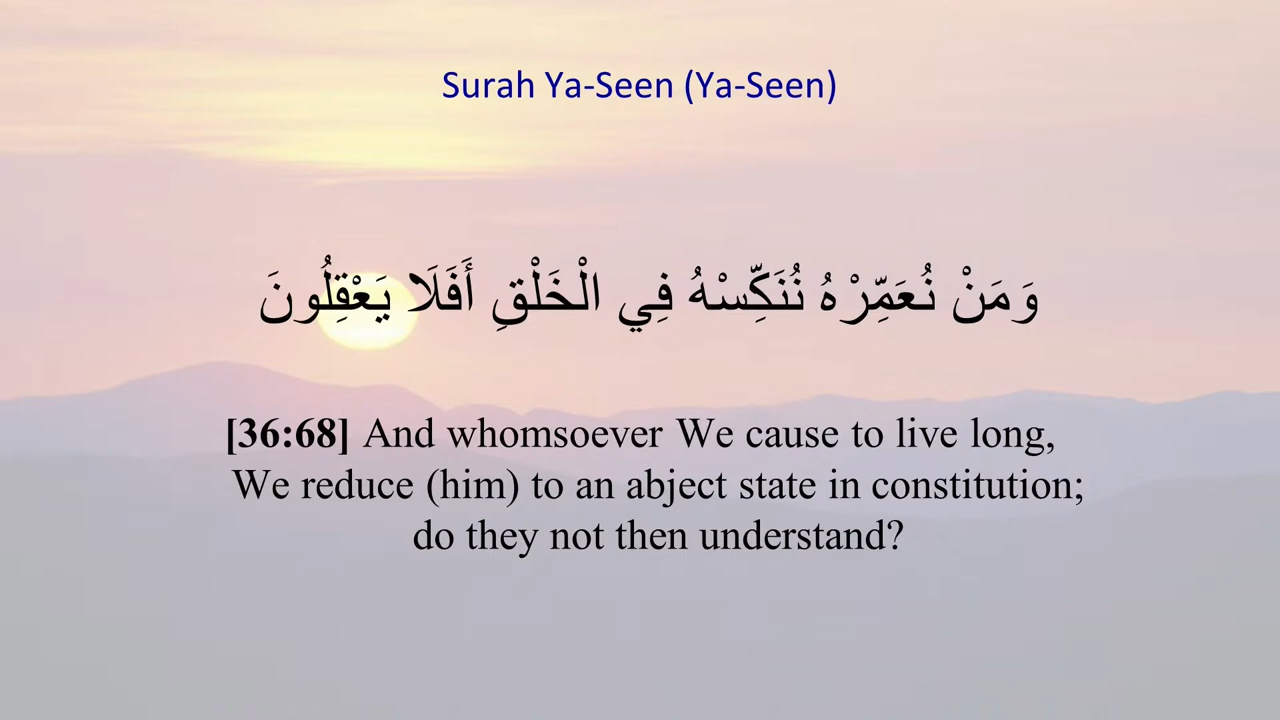 Surah Ya-Seen (Ya-Seen)
وَمَنْ نُعَمِّرْهُ نُنَكِّسْهُ فِي الْخَلْقِ أَفَلَا يَعْقِلُونَ
[36:68] And whomsoever We cause to live long,
We reduce (him) to an abject state in constitution;
do they not then understand?